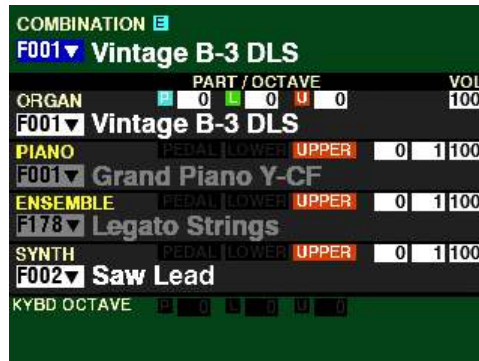 COMBINATION E
F001▼ Vintage B-3 DLS
PART / OCTAVE VOL
ORGAN P 0 L 0 U 0 100
F001▼ Vintage B-3 DLS
PIANO PEDAL LOWER UPPER 0 1 100
F001▼ Grand Piano Y-CF
ENSEMBLE PEDAL LOWER UPPER 0 1 100
F178▼ Legato Strings
SYNTH PEDAL LOWER UPPER 0 1 100
F002▼ Saw Lead
KYBD OCTAVE P 0 L 0 U 0